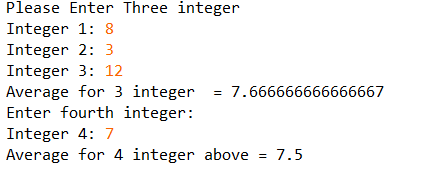 Please Enter Three integer
Integer 1: 8
Integer 2: 3
Integer 3: 12
Average for 3 integer  = 7.666666666666667
Enter fourth integer:
Integer 4: 7
Average for 4 integer above = 7.5